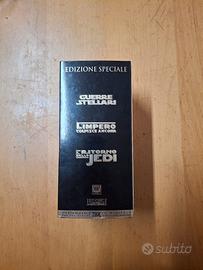 EDIZIONE SPECIALE
GUERRE
STELLARI
L'IMPERO
COLPISCE ANCORA
IL RITORNO
DELLO
JEDI
subito